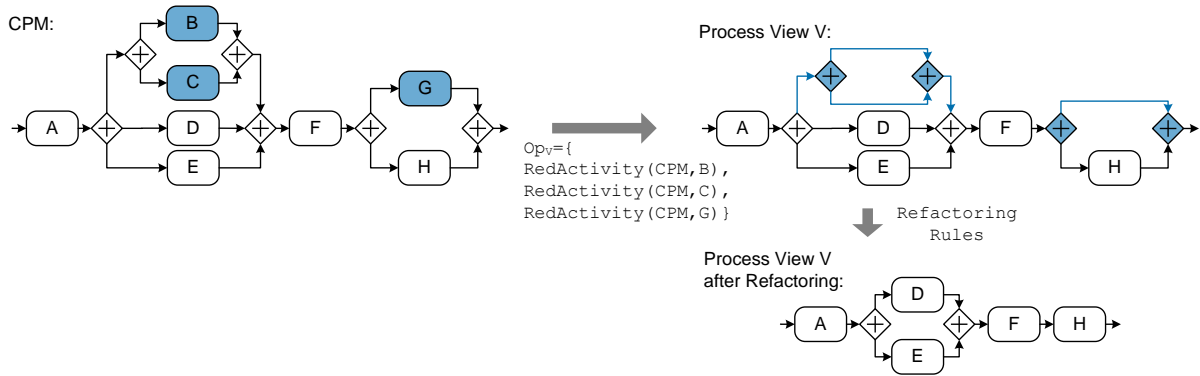 CPM:
B
C
A
D
E
F
G
H
Op_V={
RedActivity(CPM,B),
RedActivity(CPM,C),
RedActivity(CPM,G)}
Process View V:
A
D
E
F
H
Refactoring
Rules
Process View V
after Refactoring:
A
D
E
F
H